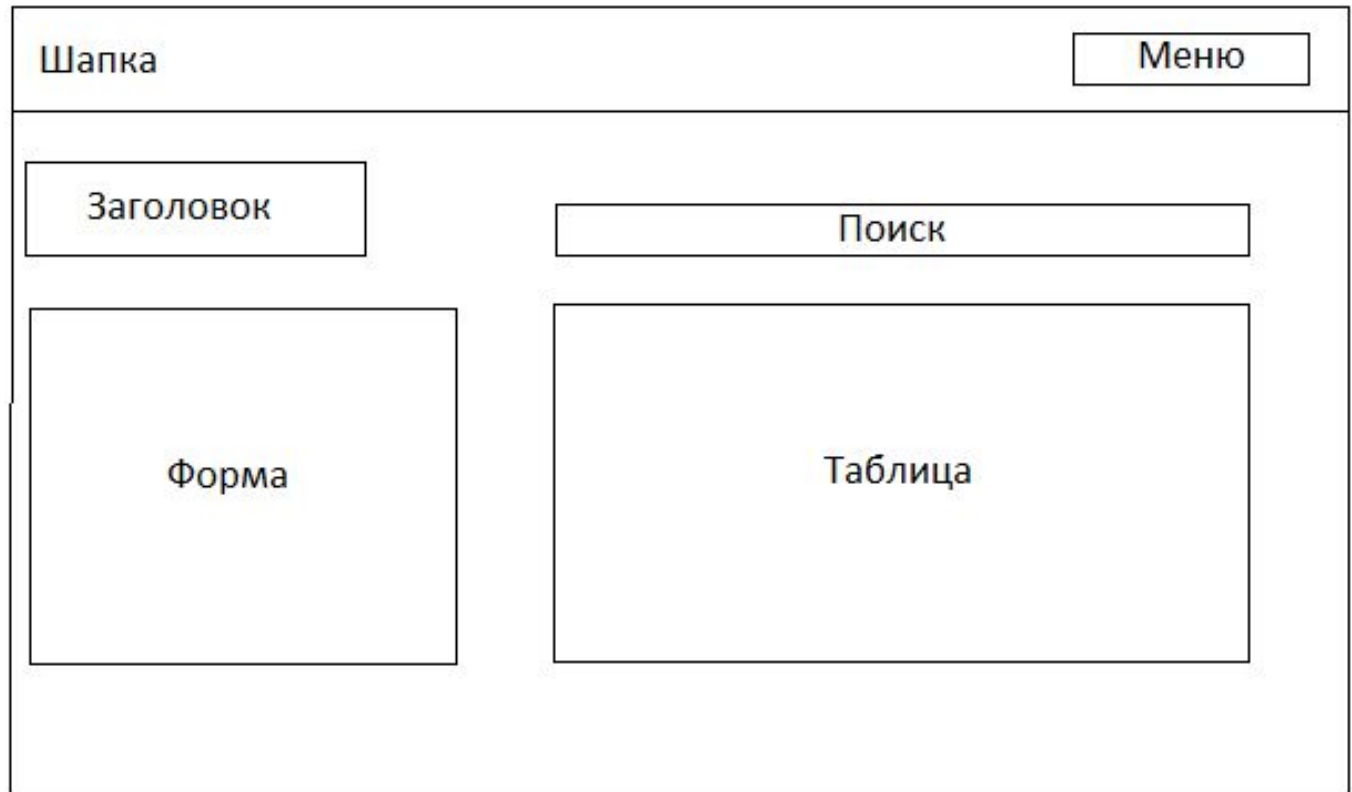 Шапка
Меню
Заголовок
Поиск
Форма
Таблица